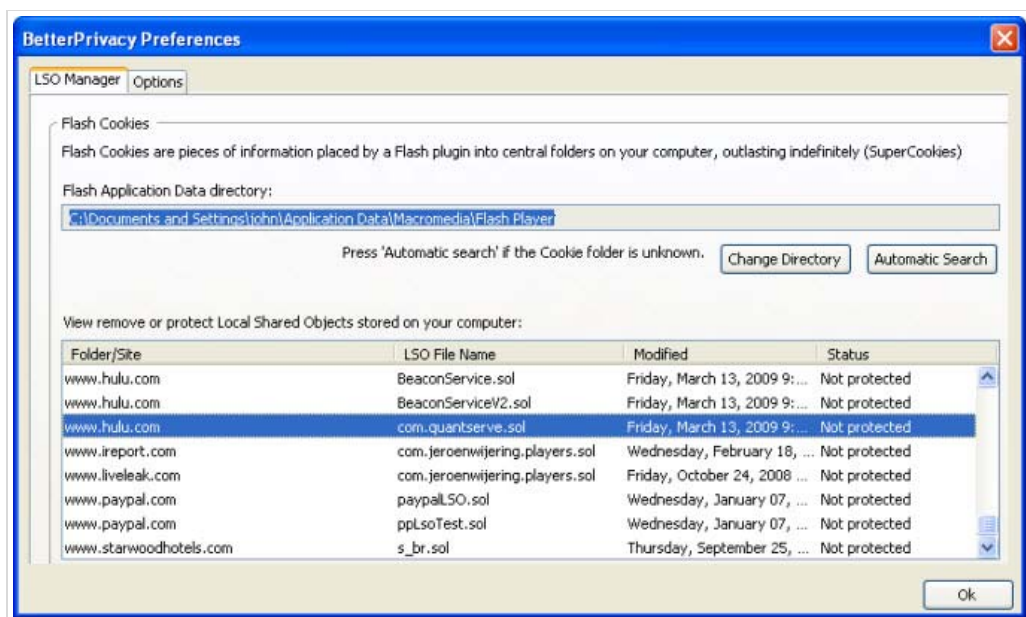 BetterPrivacy Preferences
LSO Manager Options
Flash Cookies
Flash Cookies are pieces of information placed by a Flash plugin into central folders on your computer, outlasting indefinitely (SuperCookies)
Flash Application Data directory:
C:\Documents and Settings\john\Application Data\Macromedia\Flash Player
Press 'Automatic search' if the Cookie folder is unknown. Change Directory Automatic Search
View remove or protect Local Shared Objects stored on your computer:
Folder/Site LSO File Name Modified Status
www.hulu.com BeaconService.sol Friday, March 13, 2009 9:... Not protected
www.hulu.com BeaconServiceV2.sol Friday, March 13, 2009 9:... Not protected
www.hulu.com com.quantserve.sol Friday, March 13, 2009 9:... Not protected
www.ireport.com com.jeroenwijering.players.sol Wednesday, February 18, ... Not protected
www.liveleak.com com.jeroenwijering.players.sol Friday, October 24, 2008 ... Not protected
www.paypal.com paypalLSO.sol Wednesday, January 07, ... Not protected
www.paypal.com ppLsoTest.sol Wednesday, January 07, ... Not protected
www.starwoodhotels.com s_br.sol Thursday, September 25, ... Not protected
Ok